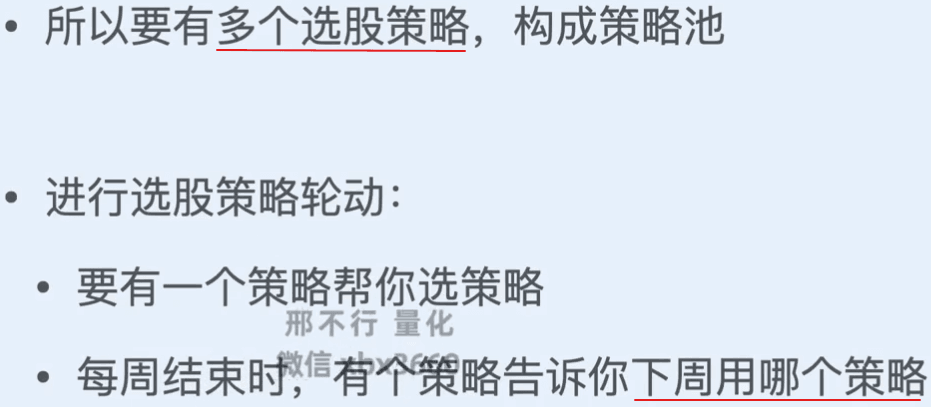 • 所以要有多个选股策略，构成策略池
• 进行选股策略轮动：
• 要有一个策略帮你选策略
邢不行 量化
微信 xbx3660
• 每周结束时，有个策略告诉你下周用哪个策略